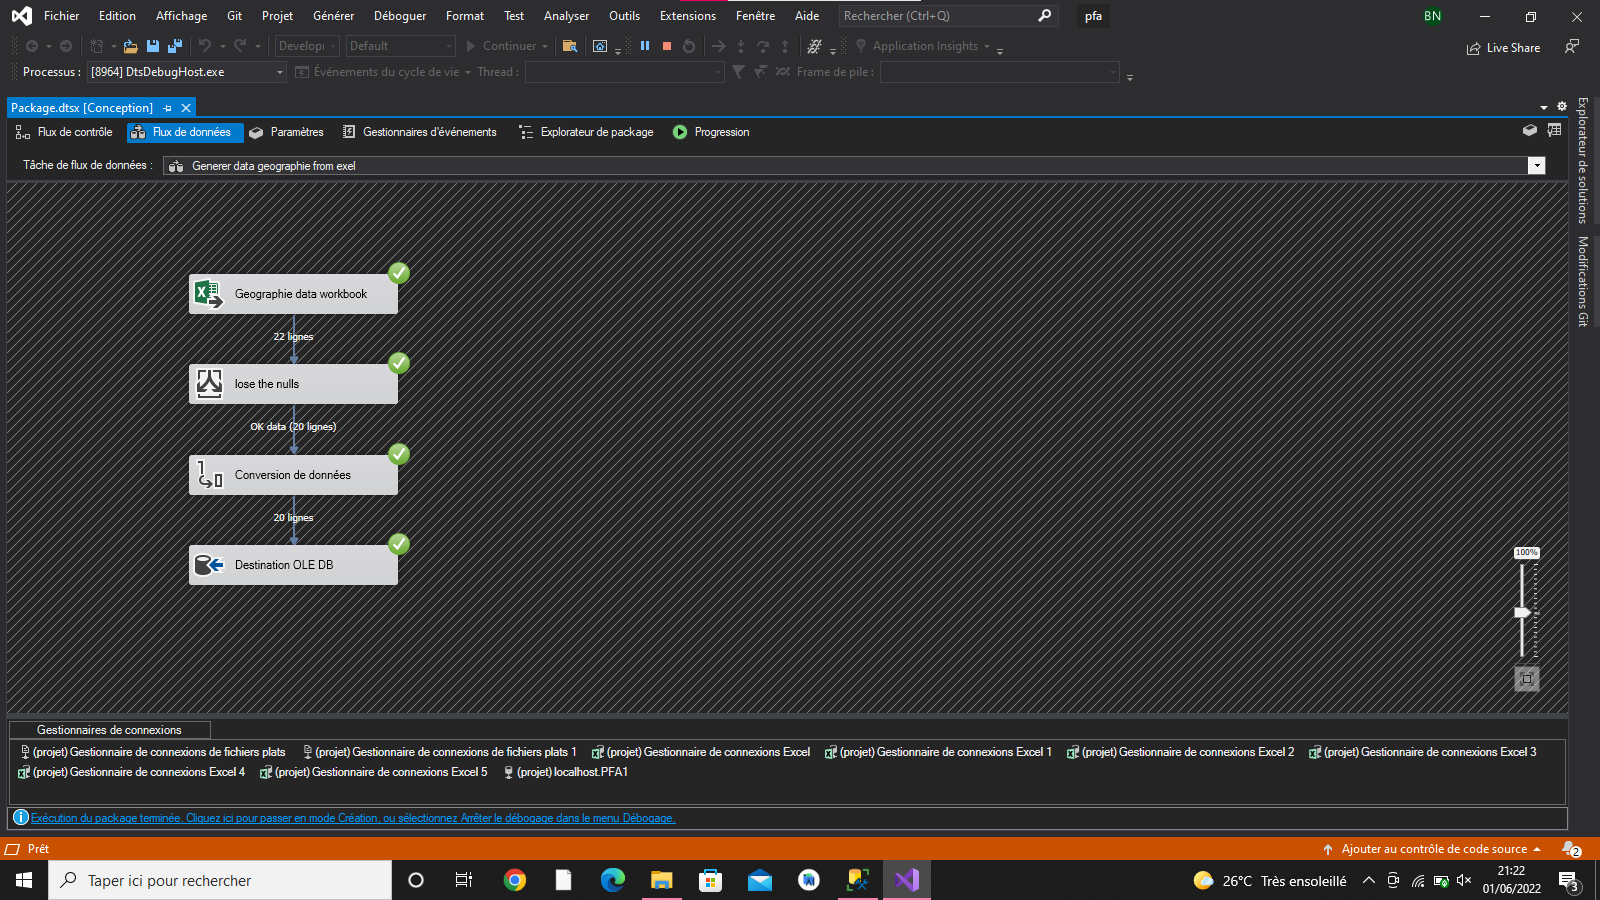 Fichier Edition Affichage Git Projet Générer Déboguer Format Test Analyser Outils Extensions Fenêtre Aide Rechercher (Ctrl+Q) pfa BN
Developi Default Continuer Application Insights Live Share
Processus : [8964] DtsDebugHost.exe Événements du cycle de vie Thread : Frame de pile :
Package.dtsx [Conception]
Flux de contrôle Flux de données Paramètres Gestionnaires d'événements Explorateur de package Progression
Tâche de flux de données : Generer data geographie from exel
Explorateur de solutions
Modifications Git
Geographie data workbook
22 lignes
lose the nulls
OK data (20 lignes)
Conversion de données
20 lignes
Destination OLE DB
100%
Gestionnaires de connexions
(projet) Gestionnaire de connexions de fichiers plats (projet) Gestionnaire de connexions de fichiers plats 1 (projet) Gestionnaire de connexions Excel (projet) Gestionnaire de connexions Excel 1 (projet) Gestionnaire de connexions Excel 2 (projet) Gestionnaire de connexions Excel 3
(projet) Gestionnaire de connexions Excel 4 (projet) Gestionnaire de connexions Excel 5 (projet) localhost.PFA1
Exécution du package terminée. Cliquez ici pour passer en mode Création, ou sélectionnez Arrêter le débogage dans le menu Débogage.
Prêt Ajouter au contrôle de code source 2
Taper ici pour rechercher 26°C Très ensoleillé 21:22
01/06/2022 3